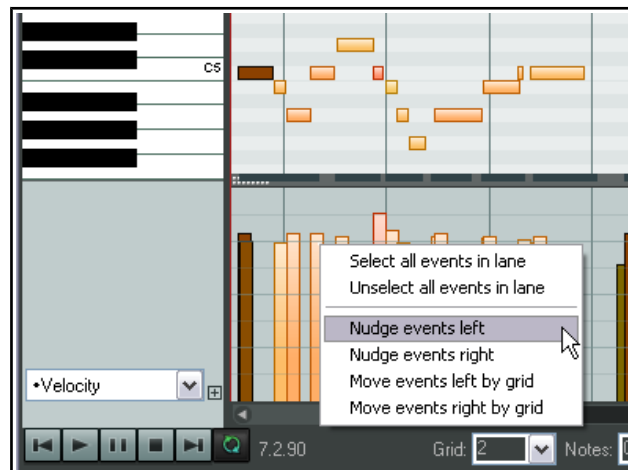 C5
Select all events in lane
Unselect all events in lane
Nudge events left
Nudge events right
•Velocity
Move events left by grid
Move events right by grid
7.2.90
Grid: 2
Notes: